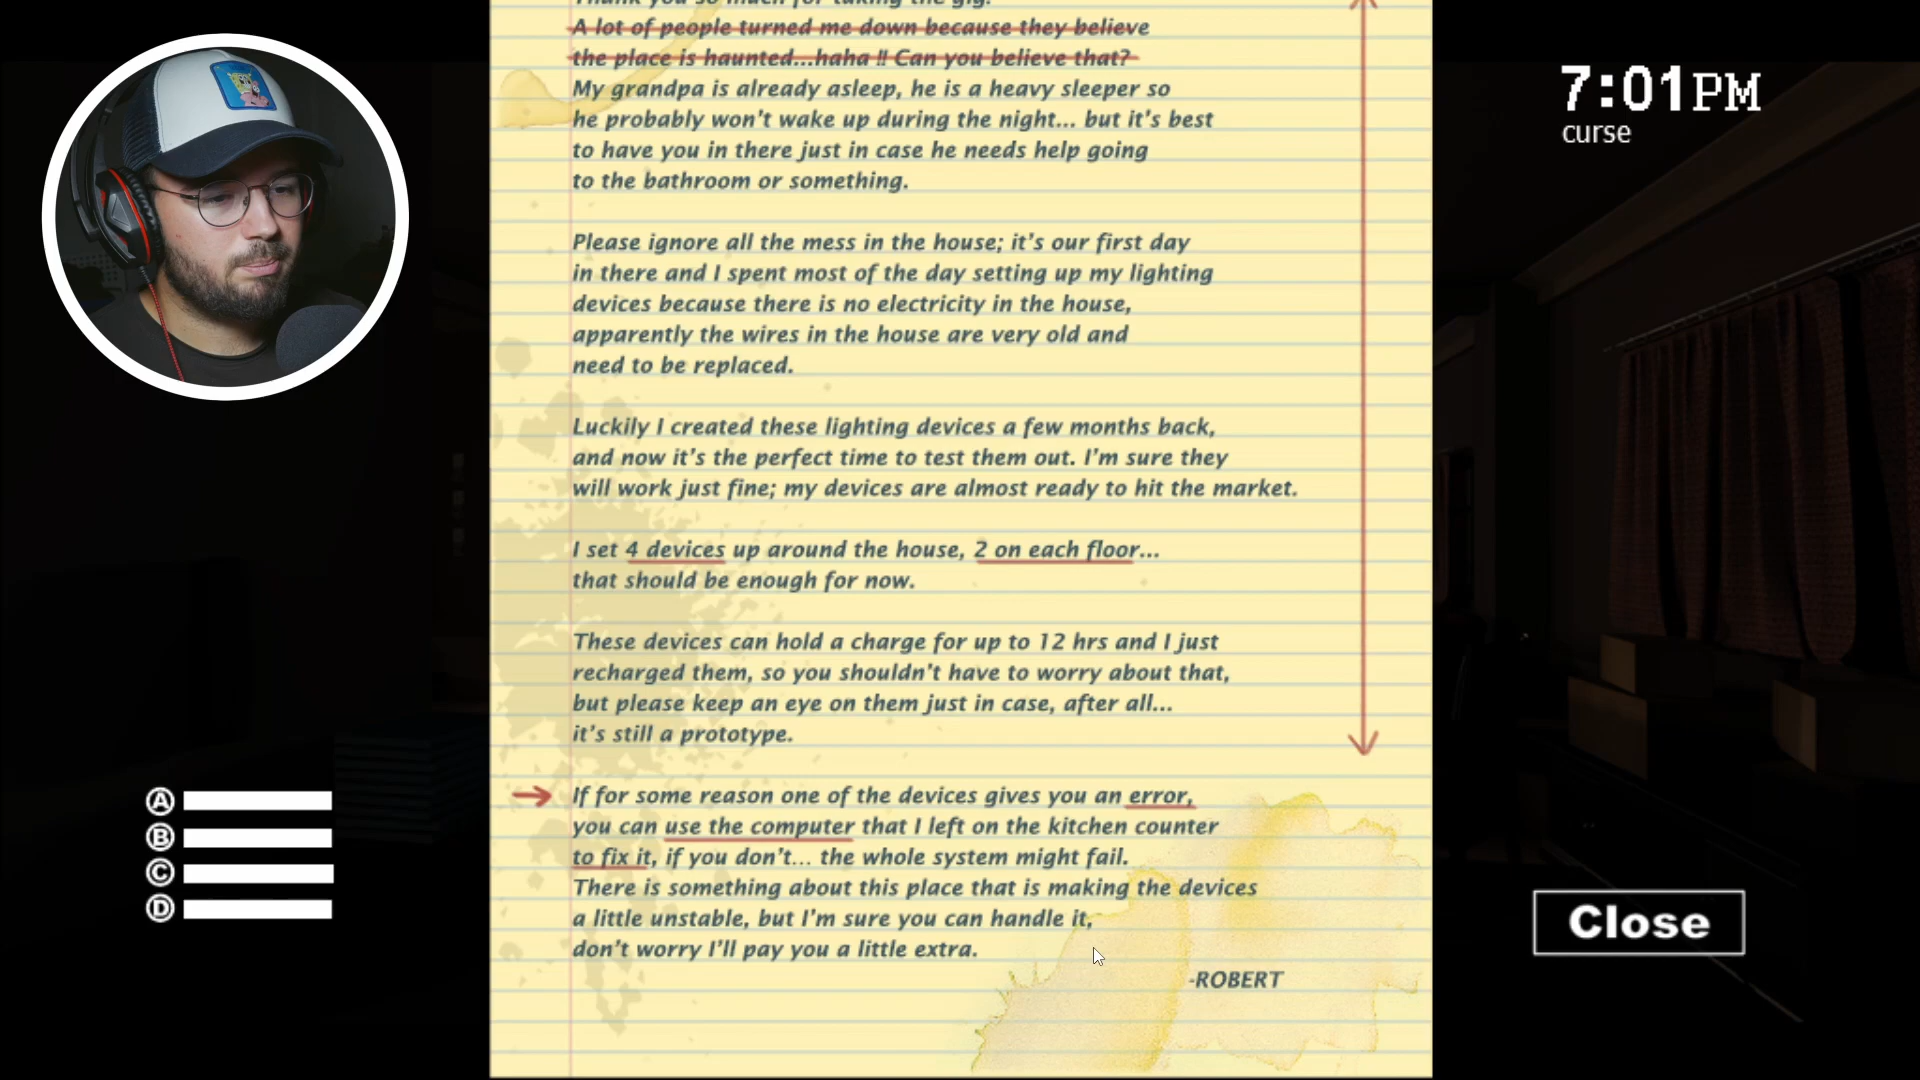 Thank you so much for taking the gig!
A lot of people turned me down because they believe
the place is haunted...haha !! Can you believe that?
My grandpa is already asleep, he is a heavy sleeper so
he probably won't wake up during the night... but it's best
to have you in there just in case he needs help going
to the bathroom or something.
Please ignore all the mess in the house; it's our first day
in there and I spent most of the day setting up my lighting
devices because there is no electricity in the house,
apparently the wires in the house are very old and
need to be replaced.
Luckily I created these lighting devices a few months back,
and now it's the perfect time to test them out. I'm sure they
will work just fine; my devices are almost ready to hit the market.
I set 4 devices up around the house, 2 on each floor...
that should be enough for now.
These devices can hold a charge for up to 12 hrs and I just
recharged them, so you shouldn't have to worry about that,
but please keep an eye on them just in case, after all...
it's still a prototype.
If for some reason one of the devices gives you an error,
you can use the computer that I left on the kitchen counter
to fix it, if you don't... the whole system might fail.
There is something about this place that is making the devices
a little unstable, but I'm sure you can handle it,
don't worry I'll pay you a little extra.
-ROBERT
7:01PM
curse
A
B
C
D
Close